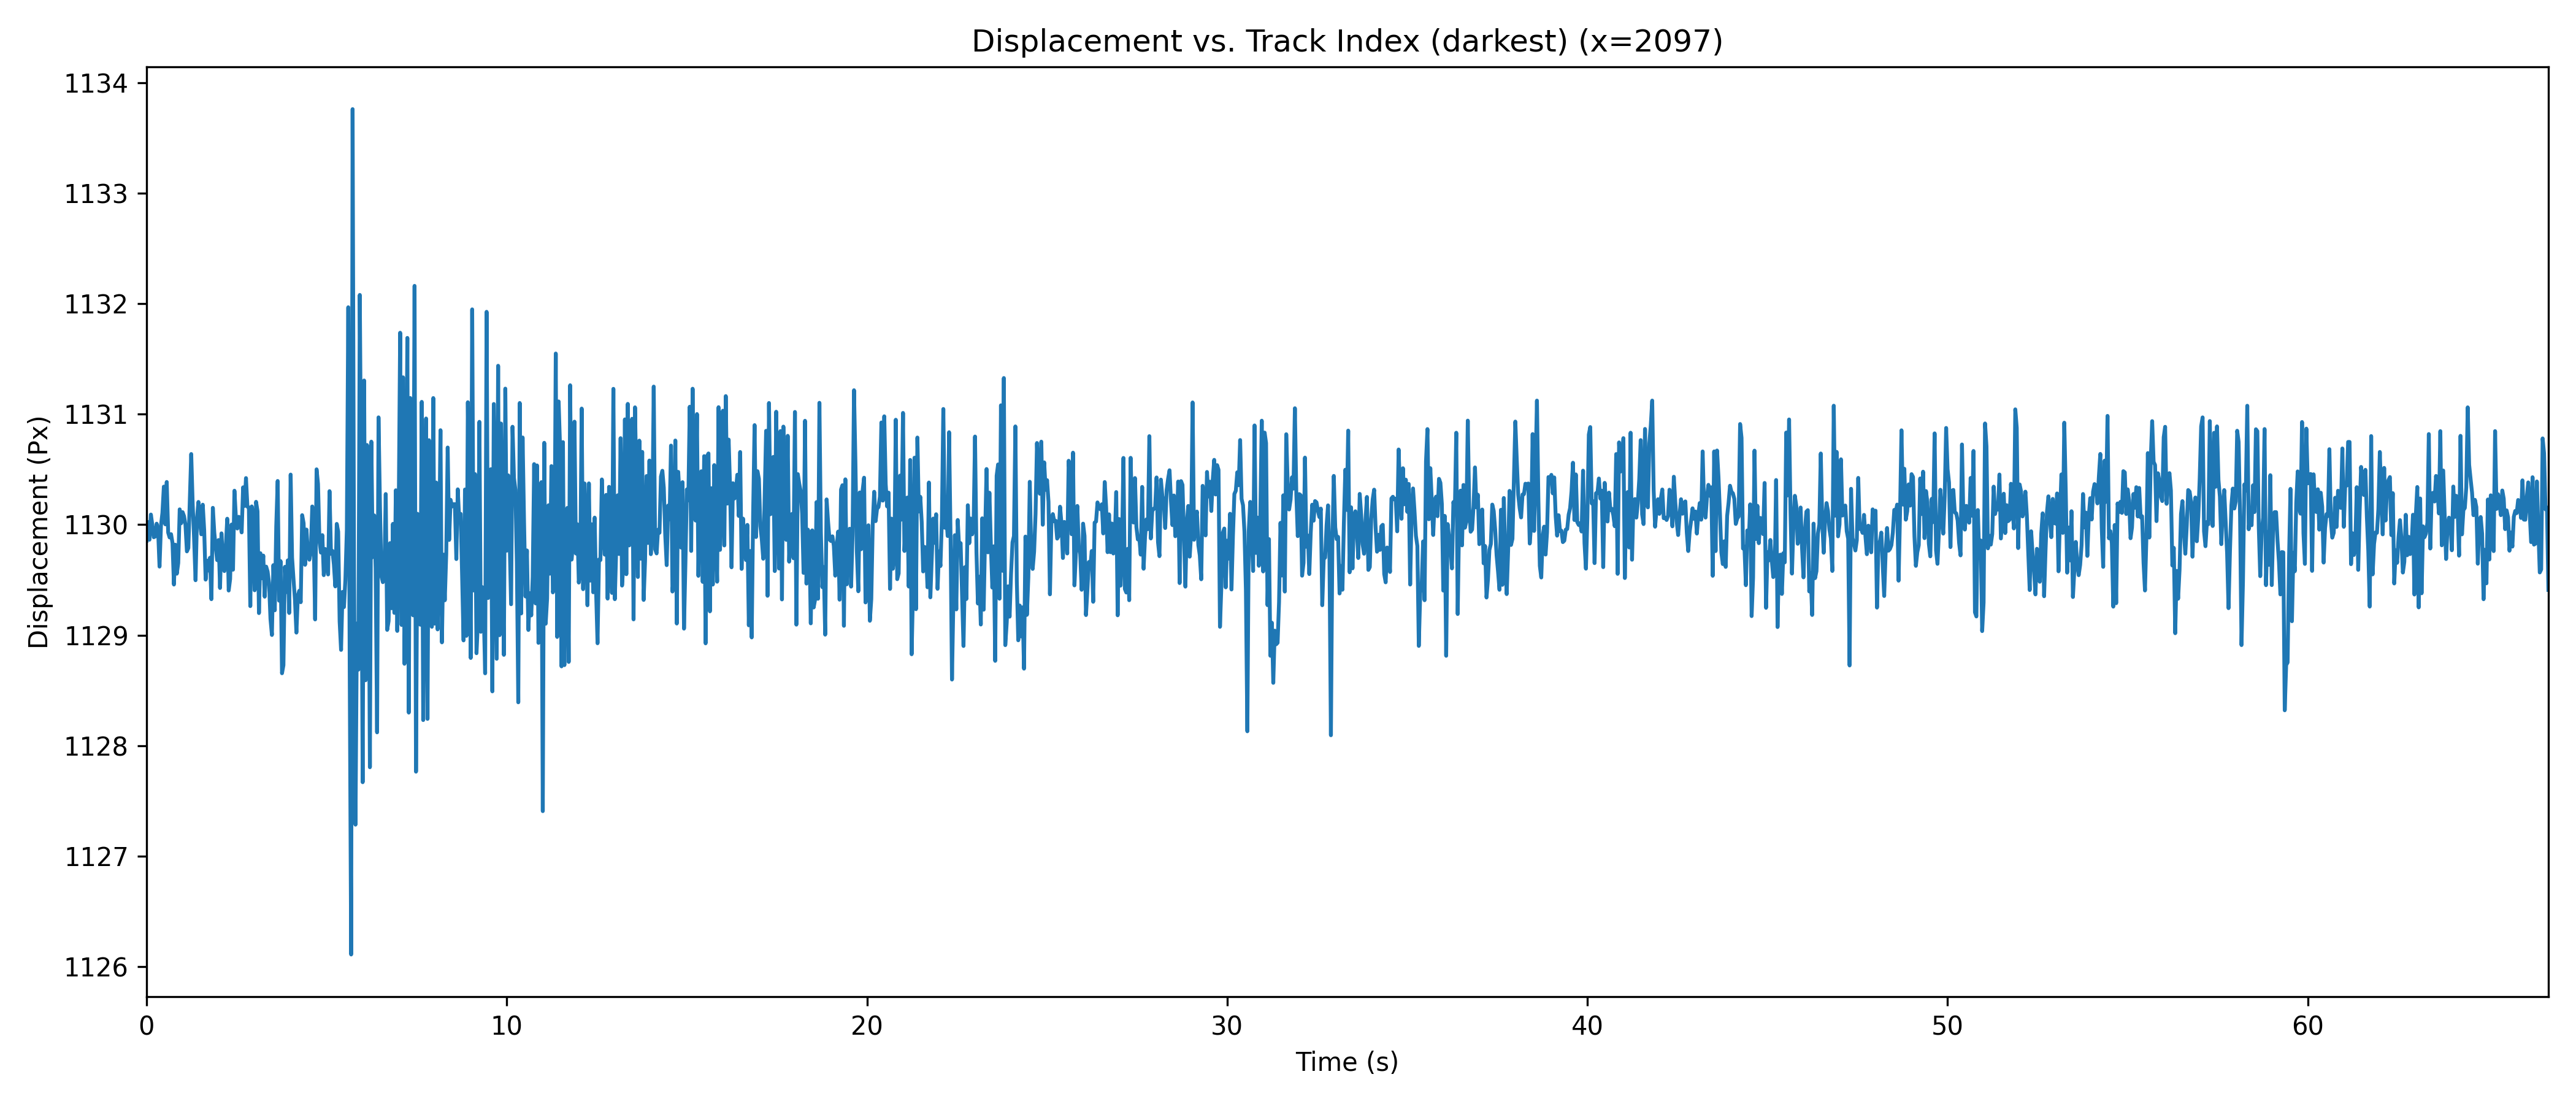 Displacement vs. Track Index (darkest) (x=2097)
1134
1133
1132
1131
1130
1129
1128
1127
1126
Displacement (Px)
0 10 20 30 40 50 60
Time (s)